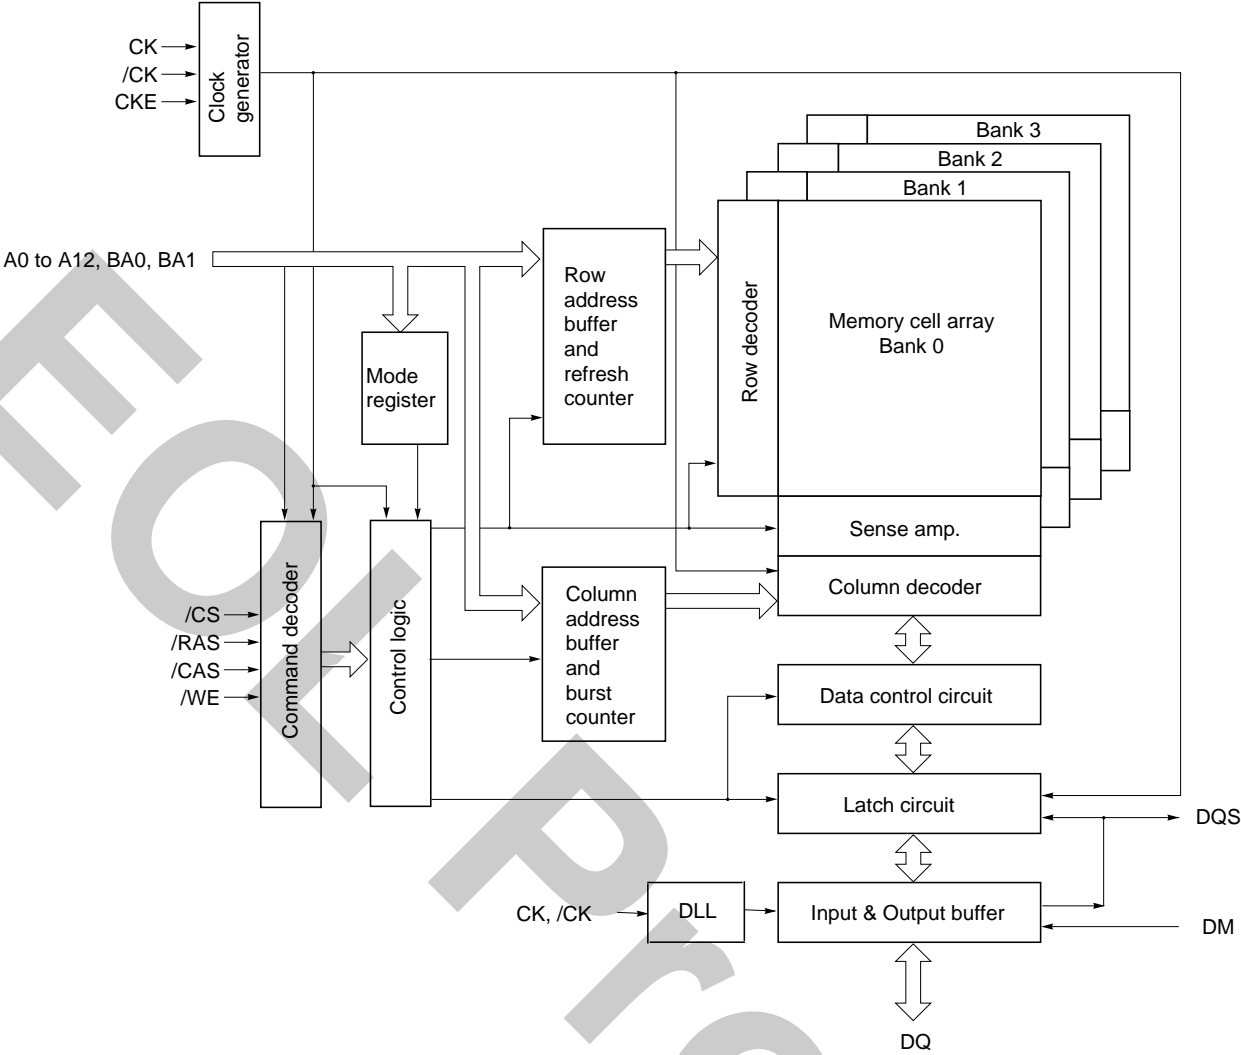 CK
/CK
CKE
Clock
generator
Bank 3
Bank 2
Bank 1
A0 to A12, BA0, BA1
Row
address
buffer
and
refresh
counter
Row decoder
Memory cell array
Bank 0
Mode
register
Sense amp.
Column decoder
/CS
/RAS
/CAS
/WE
Command decoder
Control logic
Column
address
buffer
and
burst
counter
Data control circuit
Latch circuit
DQS
CK, /CK
DLL
Input & Output buffer
DM
DQ
EOL Pro